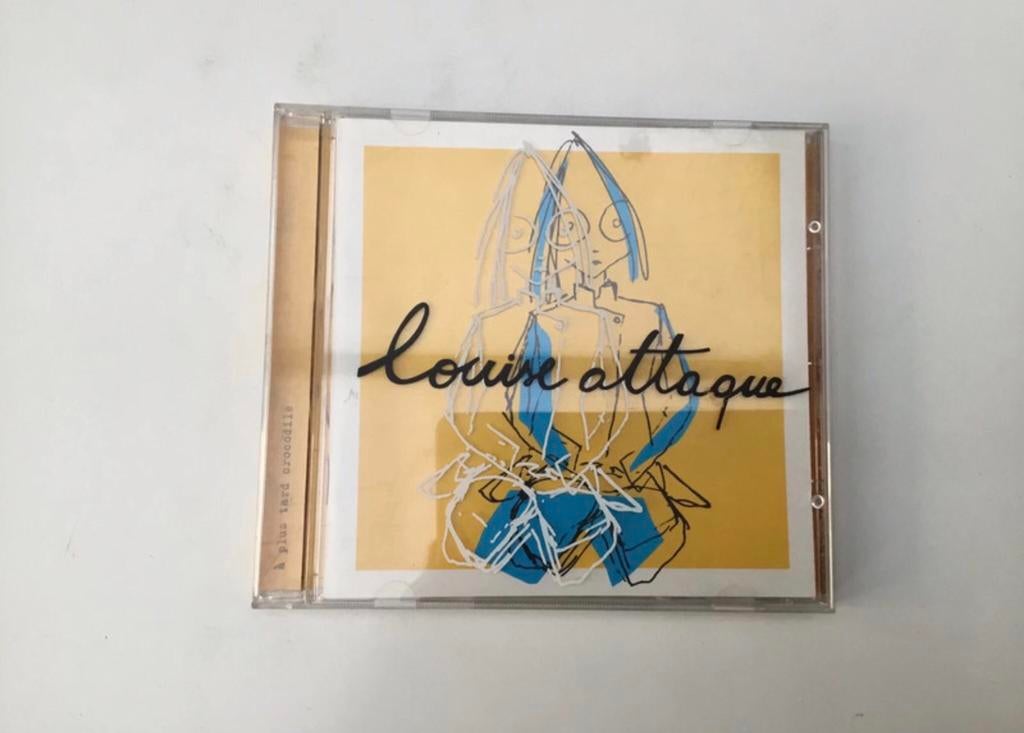 louise attaque
à plus tard crocodile